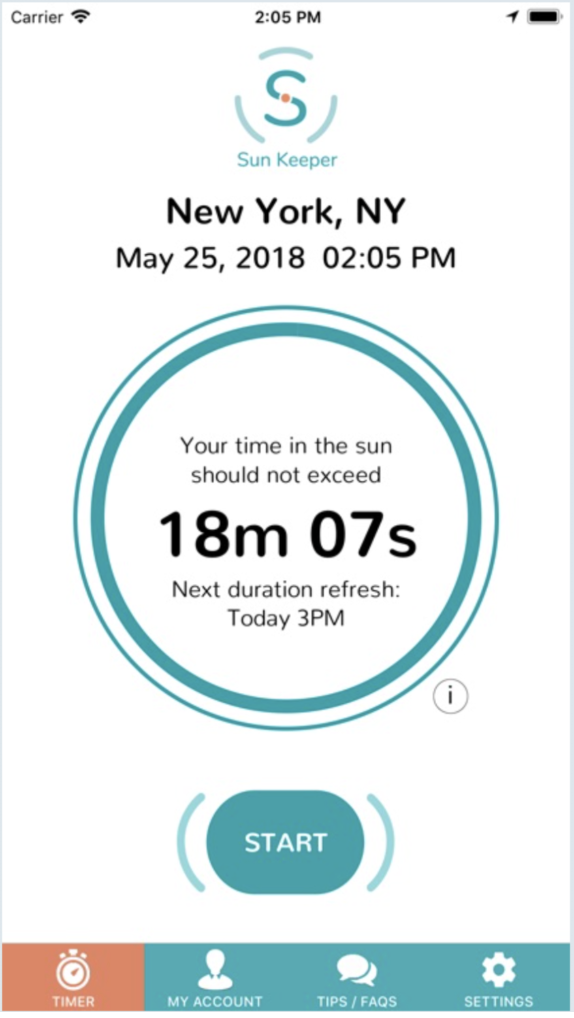 Carrier 2:05 PM
S
Sun Keeper
New York, NY
May 25, 2018 02:05 PM
Your time in the sun
should not exceed
18m 07s
Next duration refresh:
Today 3PM
i
START
TIMER MY ACCOUNT TIPS / FAQS SETTINGS